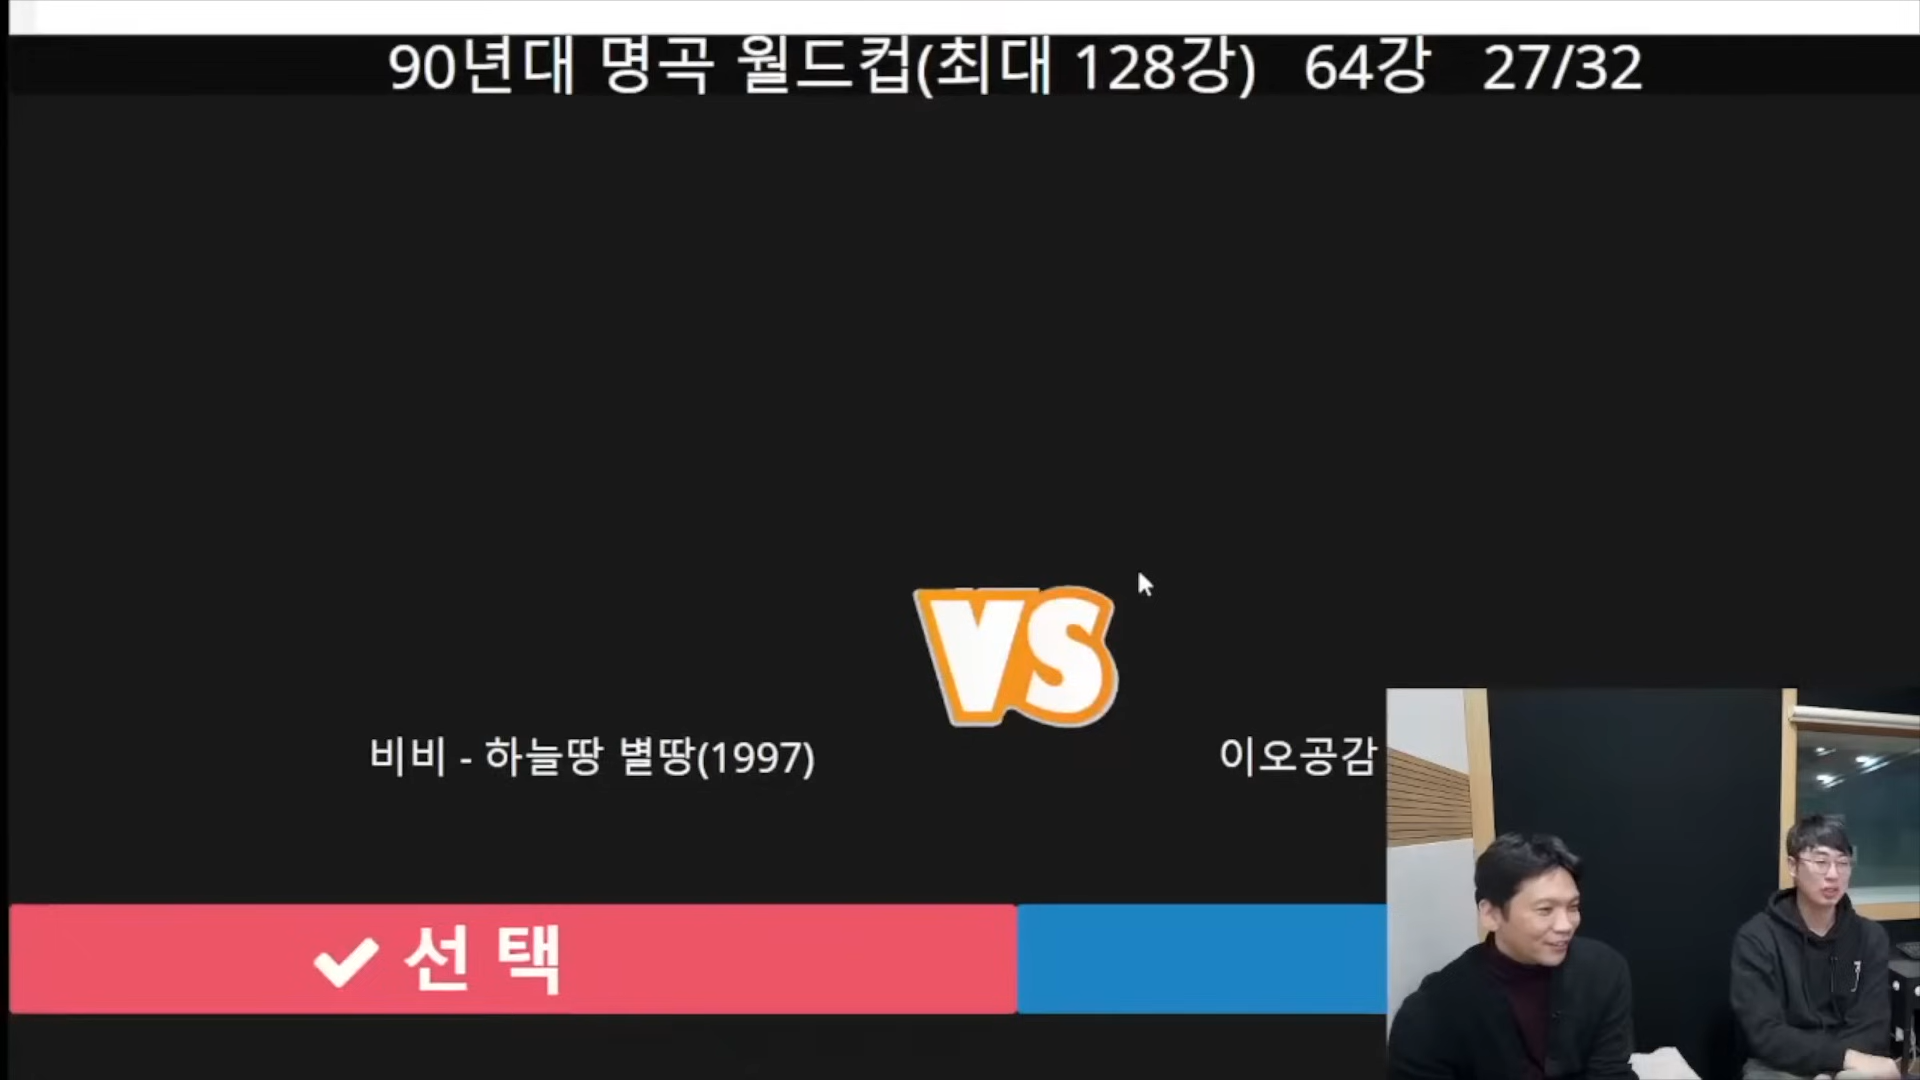 90년대 명곡 월드컵(최대 128강) 64강 27/32
VS
비비 - 하늘땅 별땅(1997)
이오공감
선 택